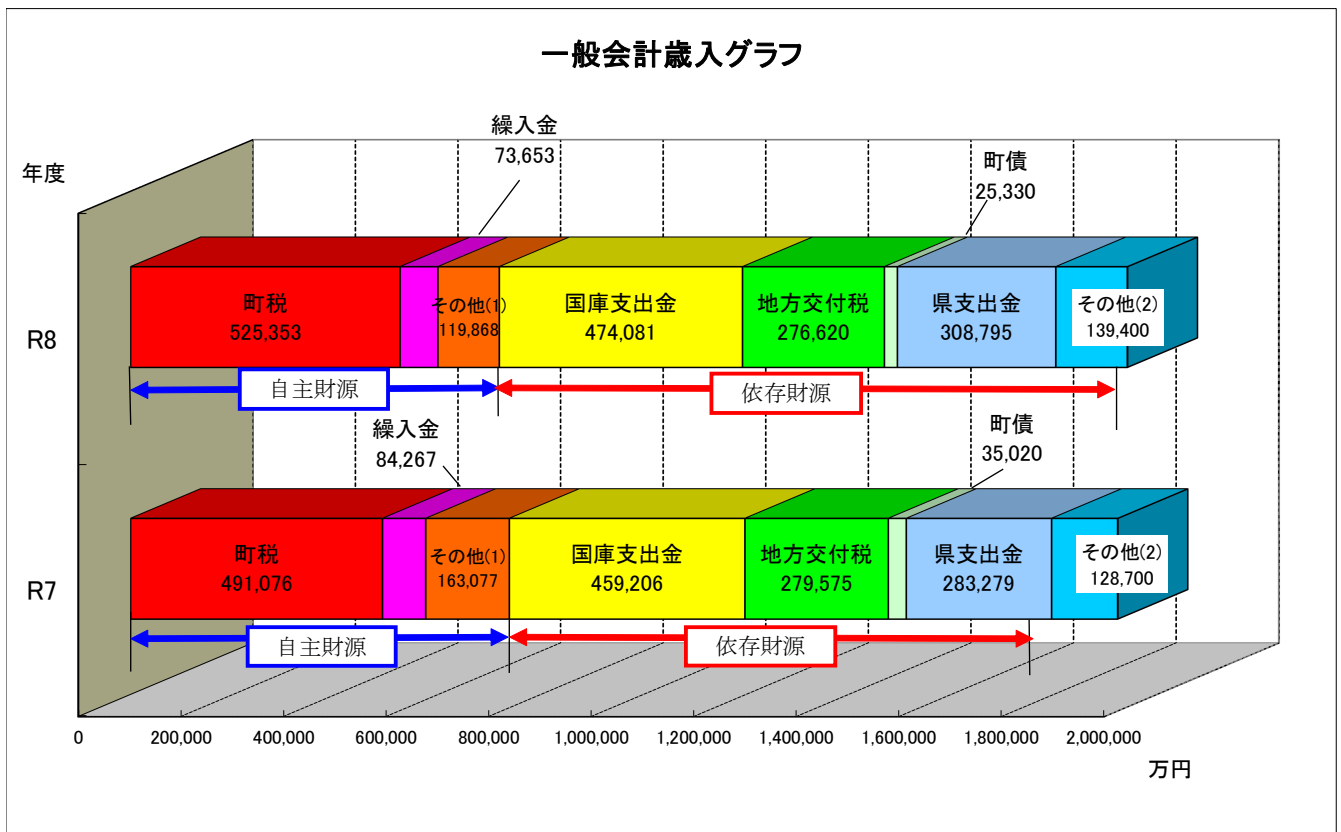 一般会計歳入グラフ
年度
繰入金
73,653
町債
25,330
R8
町税
525,353
その他(1)
119,868
国庫支出金
474,081
地方交付税
276,620
県支出金
308,795
その他(2)
139,400
自主財源
依存財源
繰入金
84,267
町債
35,020
R7
町税
491,076
その他(1)
163,077
国庫支出金
459,206
地方交付税
279,575
県支出金
283,279
その他(2)
128,700
自主財源
依存財源
0 200,000 400,000 600,000 800,000 1,000,000 1,200,000 1,400,000 1,600,000 1,800,000 2,000,000
万円